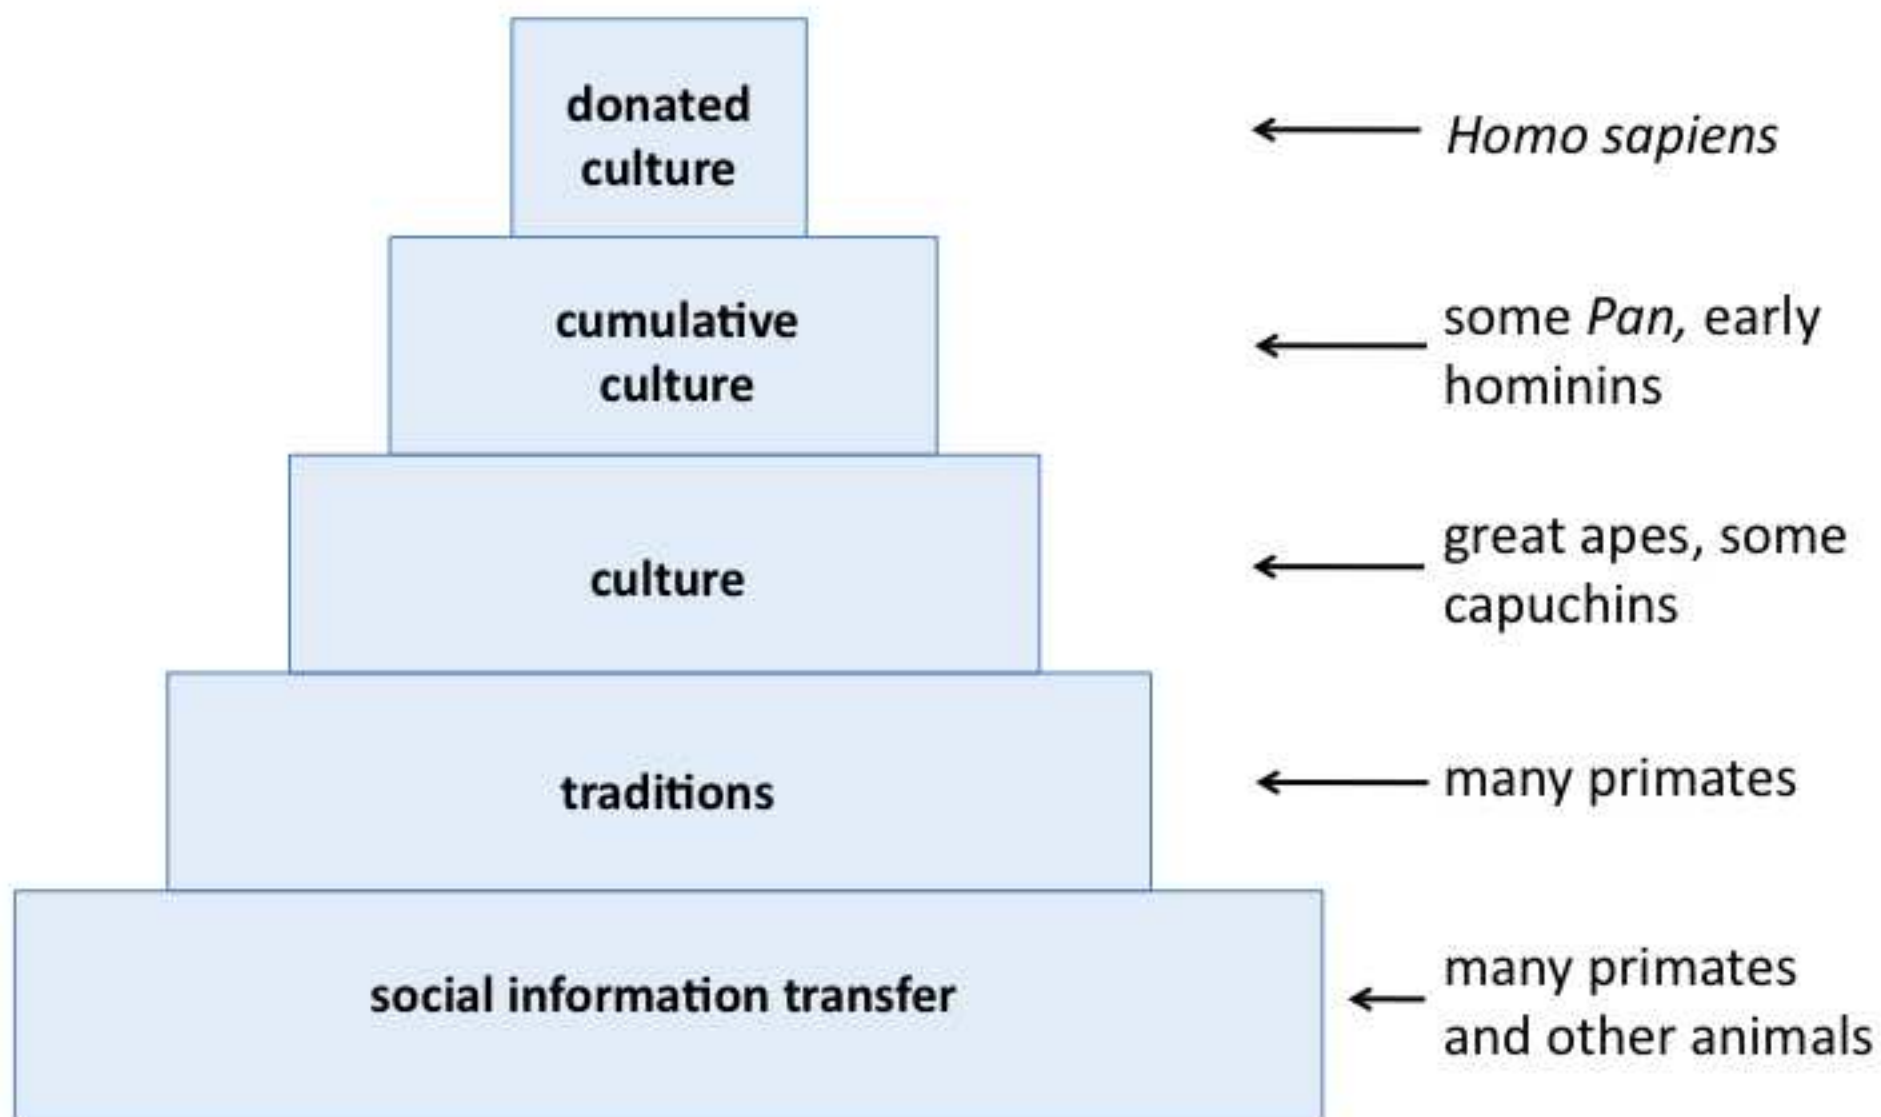 donated
culture
Homo sapiens
cumulative
culture
some Pan, early
hominins
culture
great apes, some
capuchins
traditions
many primates
social information transfer
many primates
and other animals